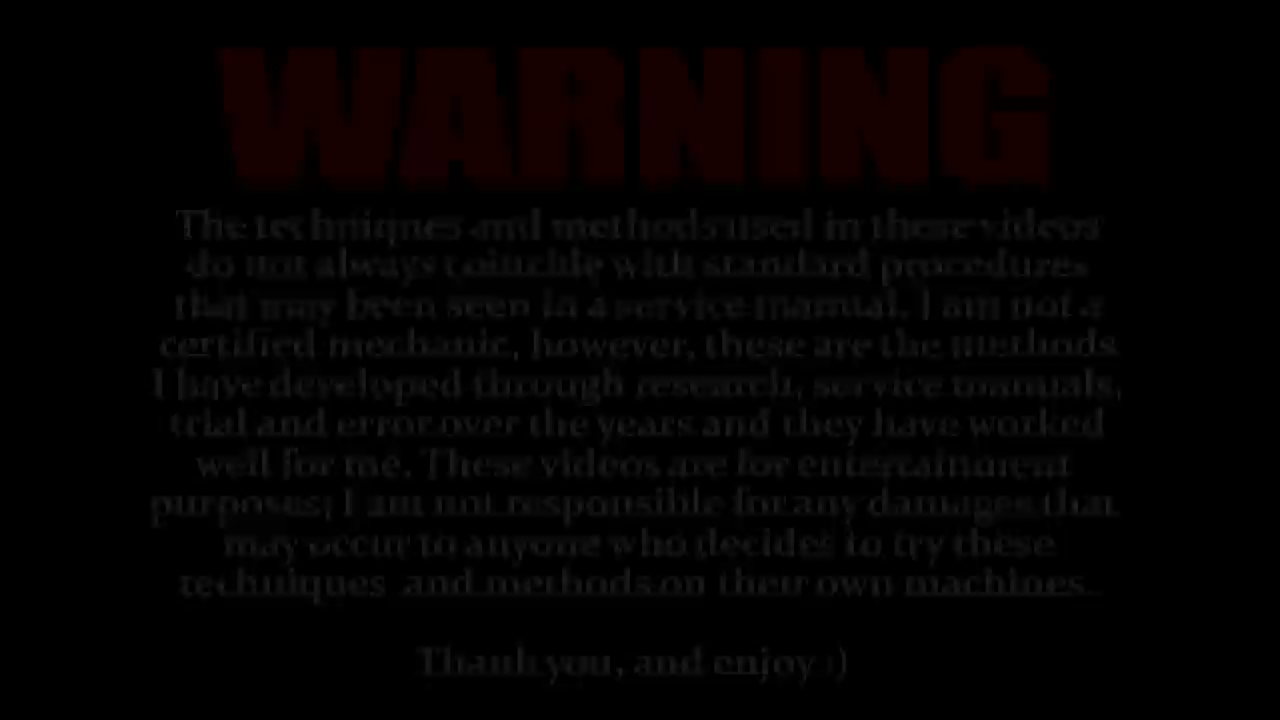 WARNING
The techniques and methods used in these videos
do not always coincide with standard procedures
that may been seen in a service manual. I am not a
certified mechanic, however, these are the methods
I have developed through research, service manuals,
trial and error over the years and they have worked
well for me. These videos are for entertainment
purposes; I am not responsible for any damages that
may occur to anyone who decides to try these
techniques and methods on their own machines.
Thank you, and enjoy :)